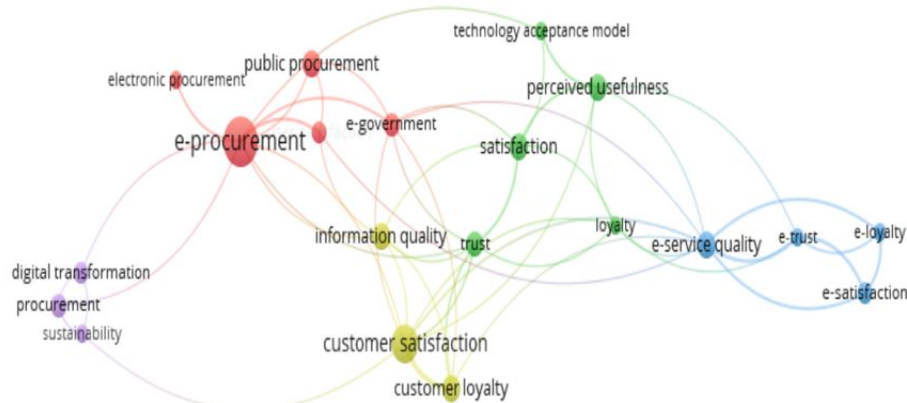 technology acceptance model
public procurement
electronic procurement
perceived usefulness
e-government
e-procurement
satisfaction
loyalty
information quality
trust
e-service quality
e-trust
e-loyalty
digital transformation
e-satisfaction
procurement
sustainability
customer satisfaction
customer loyalty